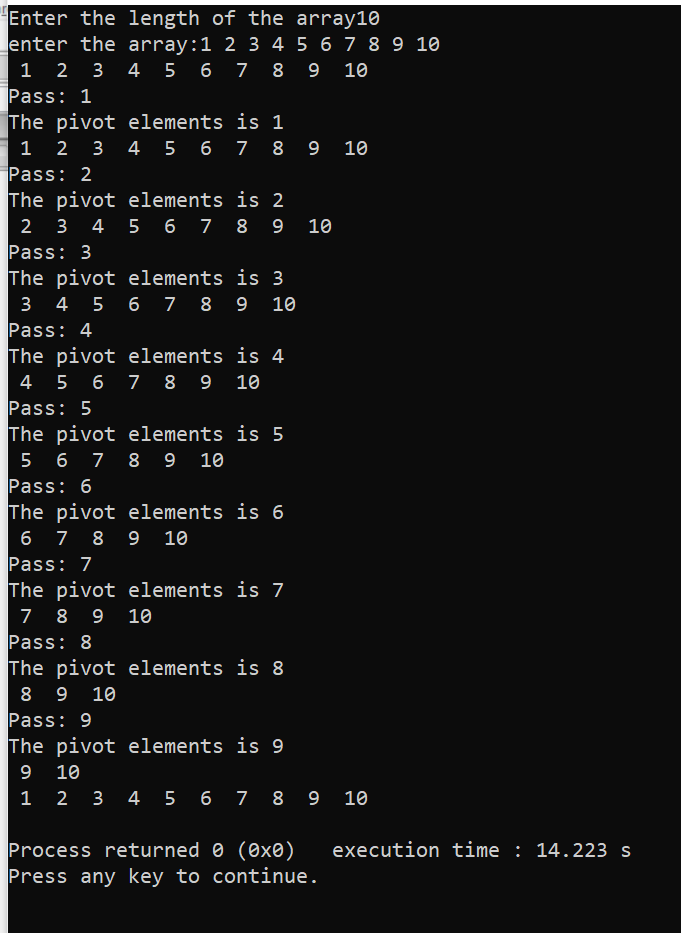 Enter the length of the array10
enter the array:1 2 3 4 5 6 7 8 9 10
1 2 3 4 5 6 7 8 9 10
Pass: 1
The pivot elements is 1
1 2 3 4 5 6 7 8 9 10
Pass: 2
The pivot elements is 2
2 3 4 5 6 7 8 9 10
Pass: 3
The pivot elements is 3
3 4 5 6 7 8 9 10
Pass: 4
The pivot elements is 4
4 5 6 7 8 9 10
Pass: 5
The pivot elements is 5
5 6 7 8 9 10
Pass: 6
The pivot elements is 6
6 7 8 9 10
Pass: 7
The pivot elements is 7
7 8 9 10
Pass: 8
The pivot elements is 8
8 9 10
Pass: 9
The pivot elements is 9
9 10
1 2 3 4 5 6 7 8 9 10
Process returned 0 (0x0) execution time : 14.223 s
Press any key to continue.